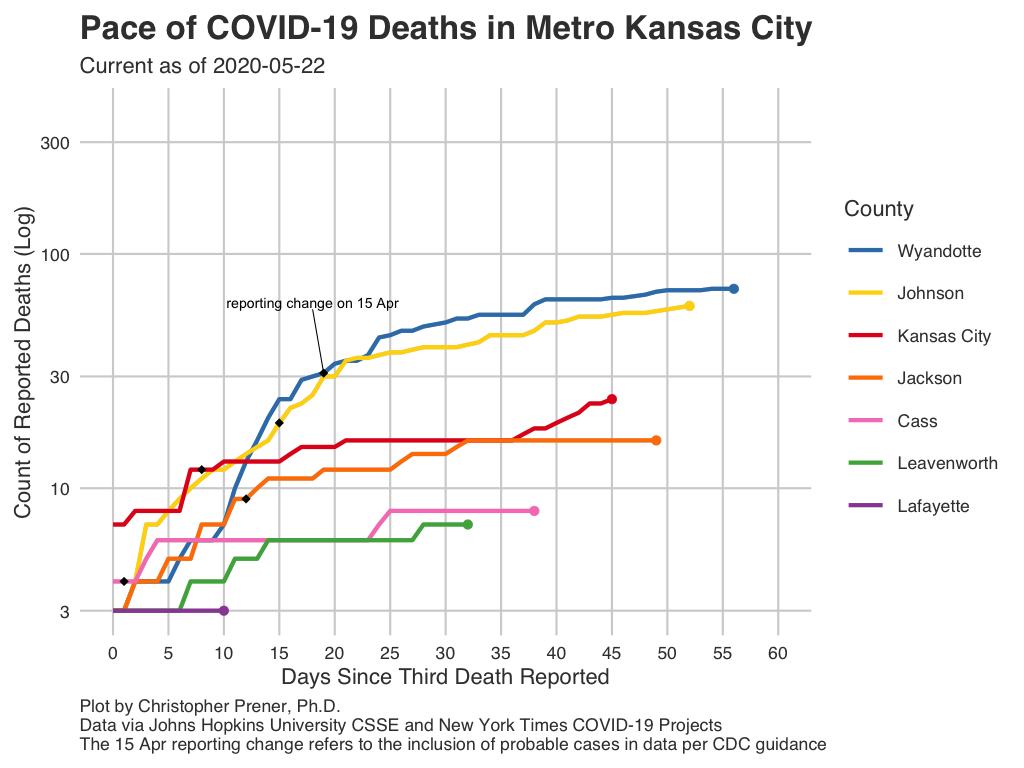 Pace of COVID-19 Deaths in Metro Kansas City
Current as of 2020-05-22
Count of Reported Deaths (Log)
300
100
30
10
3
reporting change on 15 Apr
0 5 10 15 20 25 30 35 40 45 50 55 60
Days Since Third Death Reported
County
Wyandotte
Johnson
Kansas City
Jackson
Cass
Leavenworth
Lafayette
Plot by Christopher Prener, Ph.D.
Data via Johns Hopkins University CSSE and New York Times COVID-19 Projects
The 15 Apr reporting change refers to the inclusion of probable cases in data per CDC guidance